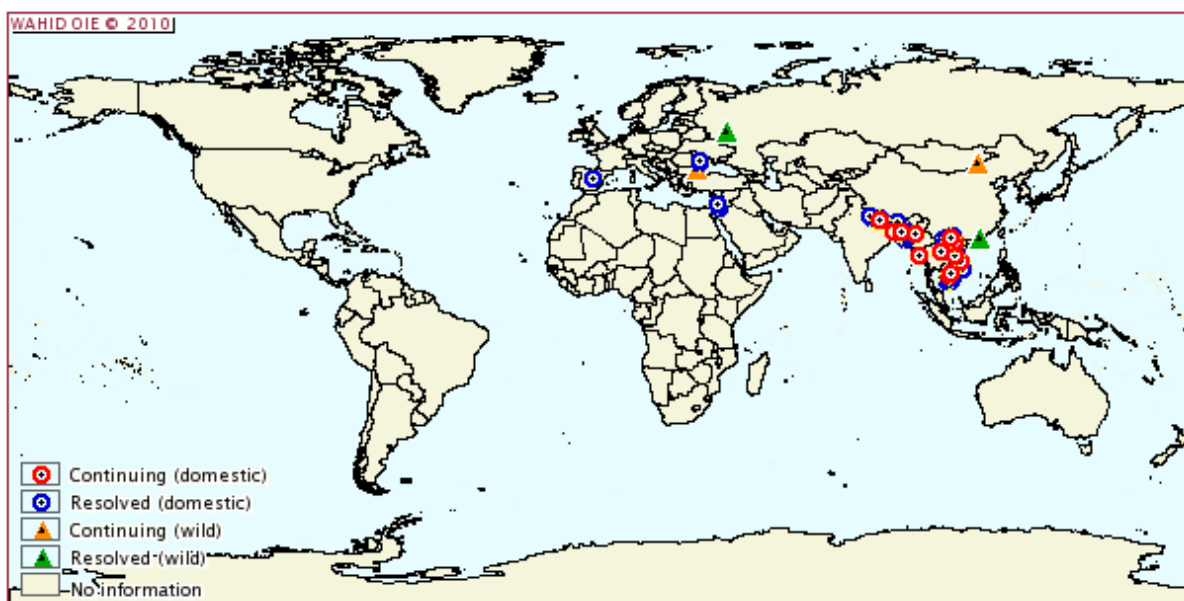 WAHID OIE © 2010
Continuing (domestic)
Resolved (domestic)
Continuing (wild)
Resolved (wild)
No information